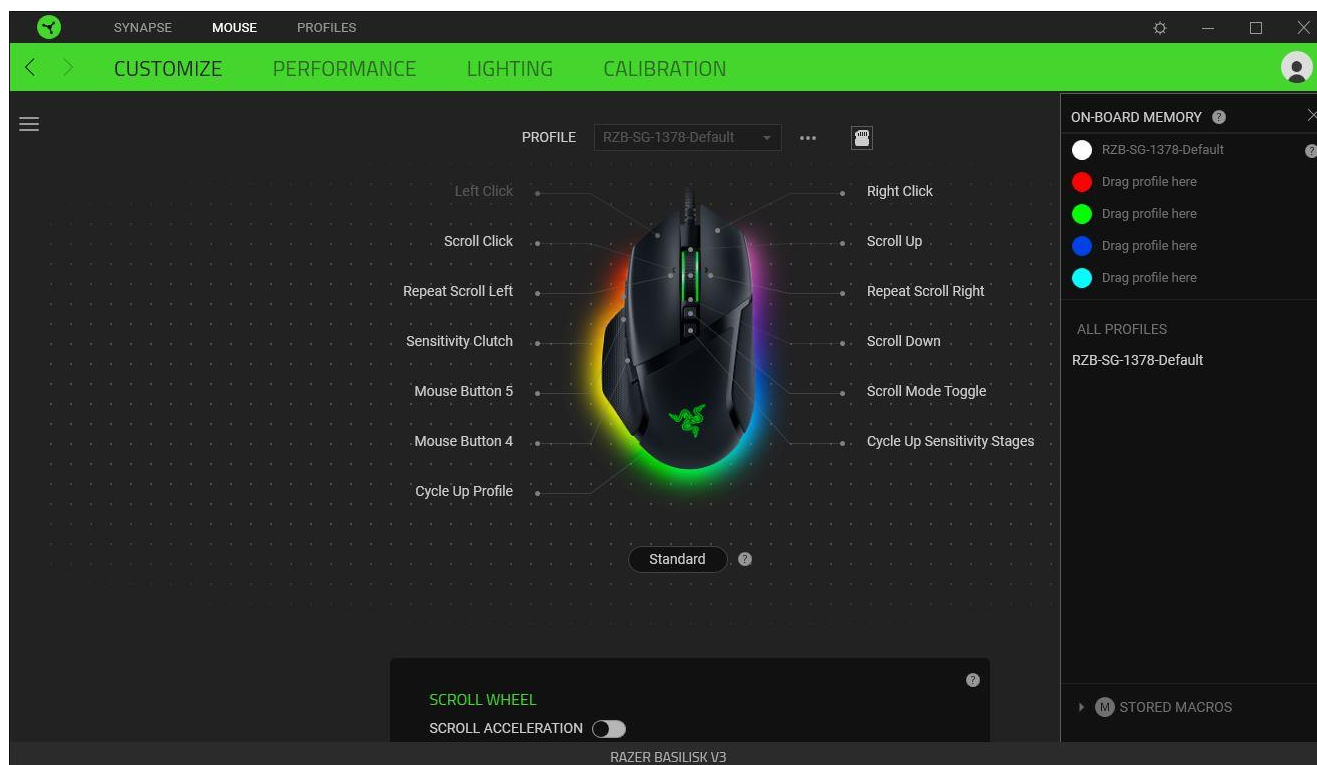 SYNAPSE MOUSE PROFILES
CUSTOMIZE PERFORMANCE LIGHTING CALIBRATION
PROFILE RZB-SG-1378-Default
Left Click
Scroll Click
Repeat Scroll Left
Sensitivity Clutch
Mouse Button 5
Mouse Button 4
Cycle Up Profile
Right Click
Scroll Up
Repeat Scroll Right
Scroll Down
Scroll Mode Toggle
Cycle Up Sensitivity Stages
Standard ?
SCROLL WHEEL ?
SCROLL ACCELERATION
ON-BOARD MEMORY ?
RZB-SG-1378-Default ?
Drag profile here
Drag profile here
Drag profile here
Drag profile here
ALL PROFILES
RZB-SG-1378-Default
M STORED MACROS
RAZER BASILISK V3